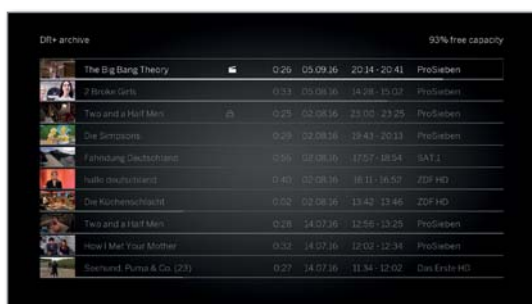 DR+ archive 93% free capacity
The Big Bang Theory 0:26 05.09.16 20:14 - 20:41 ProSieben
2 Broke Girls 0:33 05.08.16 14:28 - 15:02 ProSieben
Two and a Half Men 0:25 02.08.16 23:00 - 23:25 ProSieben
Die Simpsons 0:29 02.08.16 19:43 - 20:13 ProSieben
Fahndung Deutschland 0:56 02.08.16 17:57 - 18:54 SAT.1
hallo deutschland 0:40 02.08.16 16:11 - 16:52 ZDF HD
Die Küchenschlacht 0:02 02.08.16 13:42 - 13:46 ZDF HD
Two and a Half Men 0:28 14.07.16 12:56 - 13:25 ProSieben
How I Met Your Mother 0:32 14.07.16 12:02 - 12:34 ProSieben
Seehund, Puma & Co. (23) 0:27 14.07.16 11:34 - 12:02 Das Erste HD